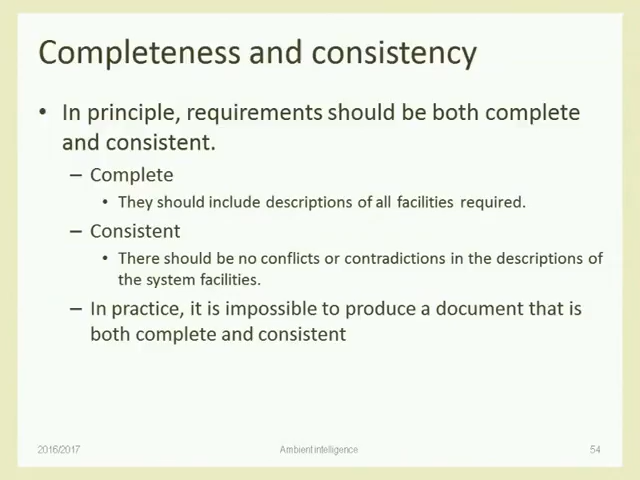 Completeness and consistency
• In principle, requirements should be both complete
and consistent.
– Complete
• They should include descriptions of all facilities required.
– Consistent
• There should be no conflicts or contradictions in the descriptions of
the system facilities.
– In practice, it is impossible to produce a document that is
both complete and consistent
2016/2017 Ambient intelligence 54